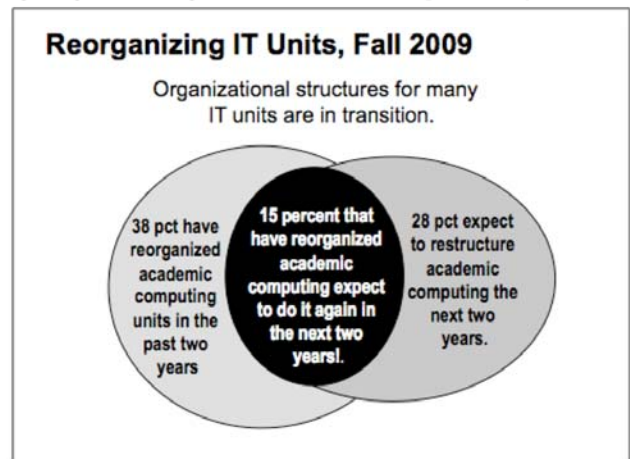 Reorganizing IT Units, Fall 2009
Organizational structures for many
IT units are in transition.
38 pct have
reorganized
academic
computing
units in the
past two
years
15 percent that
have reorganized
academic
computing expect
to do it again in
the next two
years!.
28 pct expect
to restructure
academic
computing the
next two
years.